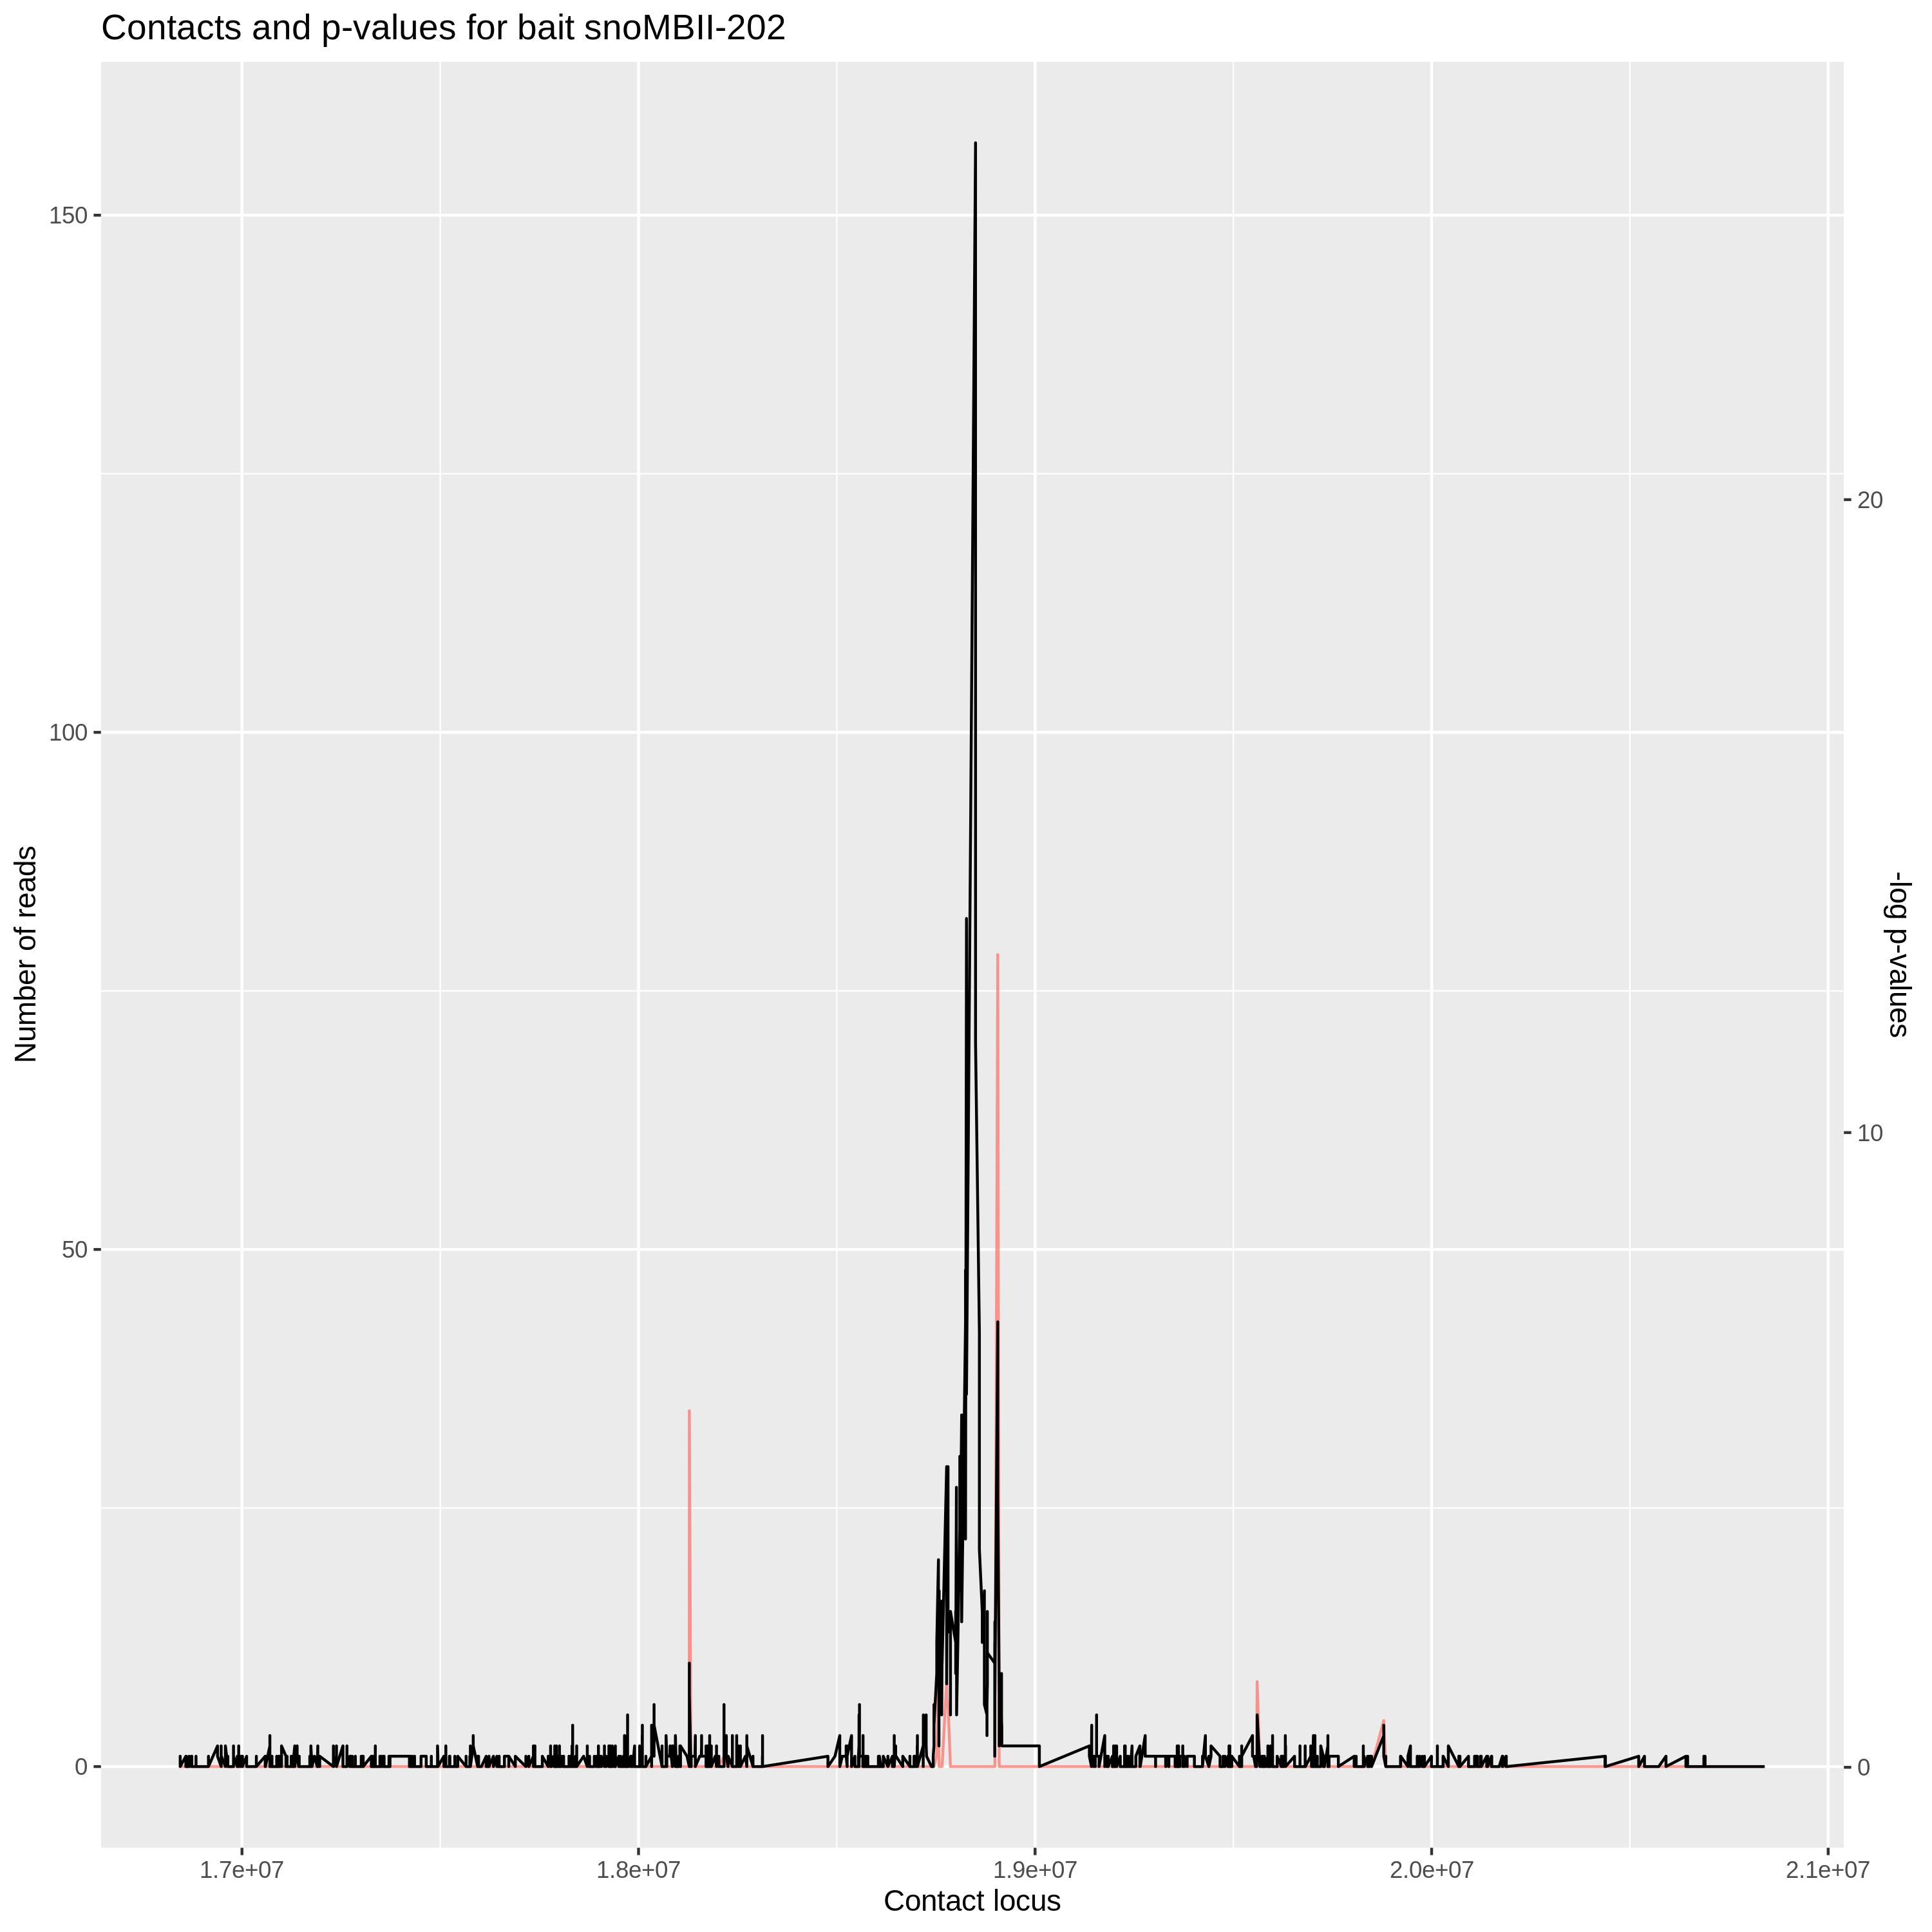 Contacts and p-values for bait snoMBII-202
150
100
50
0
Number of reads
20
10
0
-log p-values
1.7e+07
1.8e+07
1.9e+07
2.0e+07
2.1e+07
Contact locus